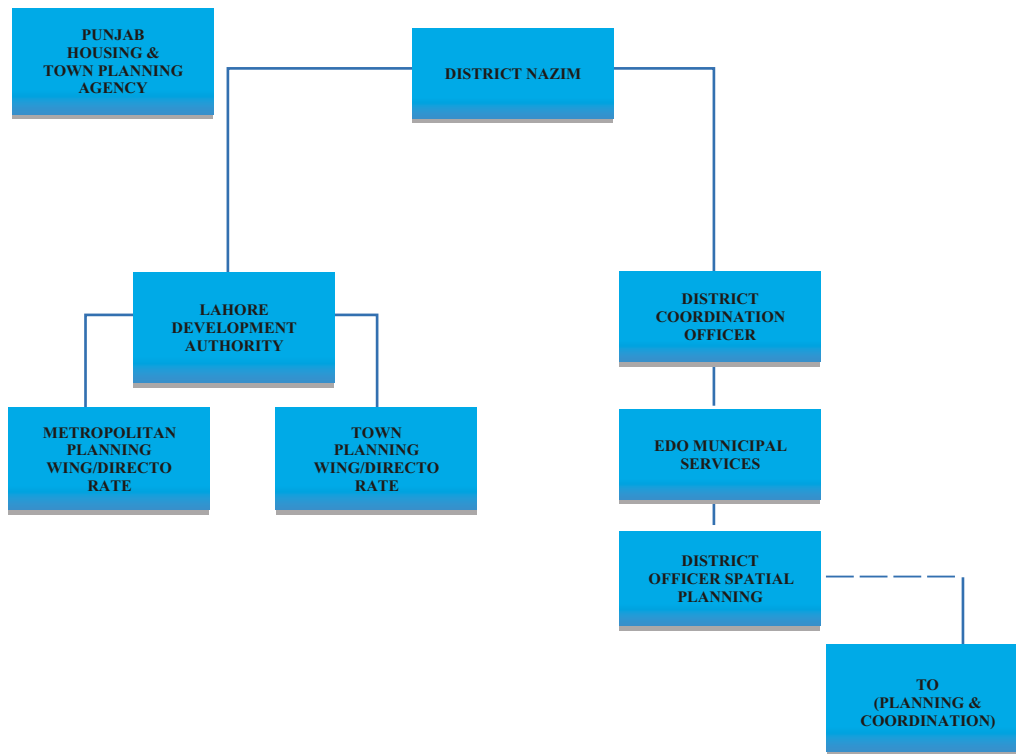 PUNJAB
HOUSING &
TOWN PLANNING
AGENCY
DISTRICT NAZIM
LAHORE
DEVELOPMENT
AUTHORITY
DISTRICT
COORDINATION
OFFICER
METROPOLITAN
PLANNING
WING/DIRECTO
RATE
TOWN
PLANNING
WING/DIRECTO
RATE
EDO MUNICIPAL
SERVICES
DISTRICT
OFFICER SPATIAL
PLANNING
TO
(PLANNING &
COORDINATION)